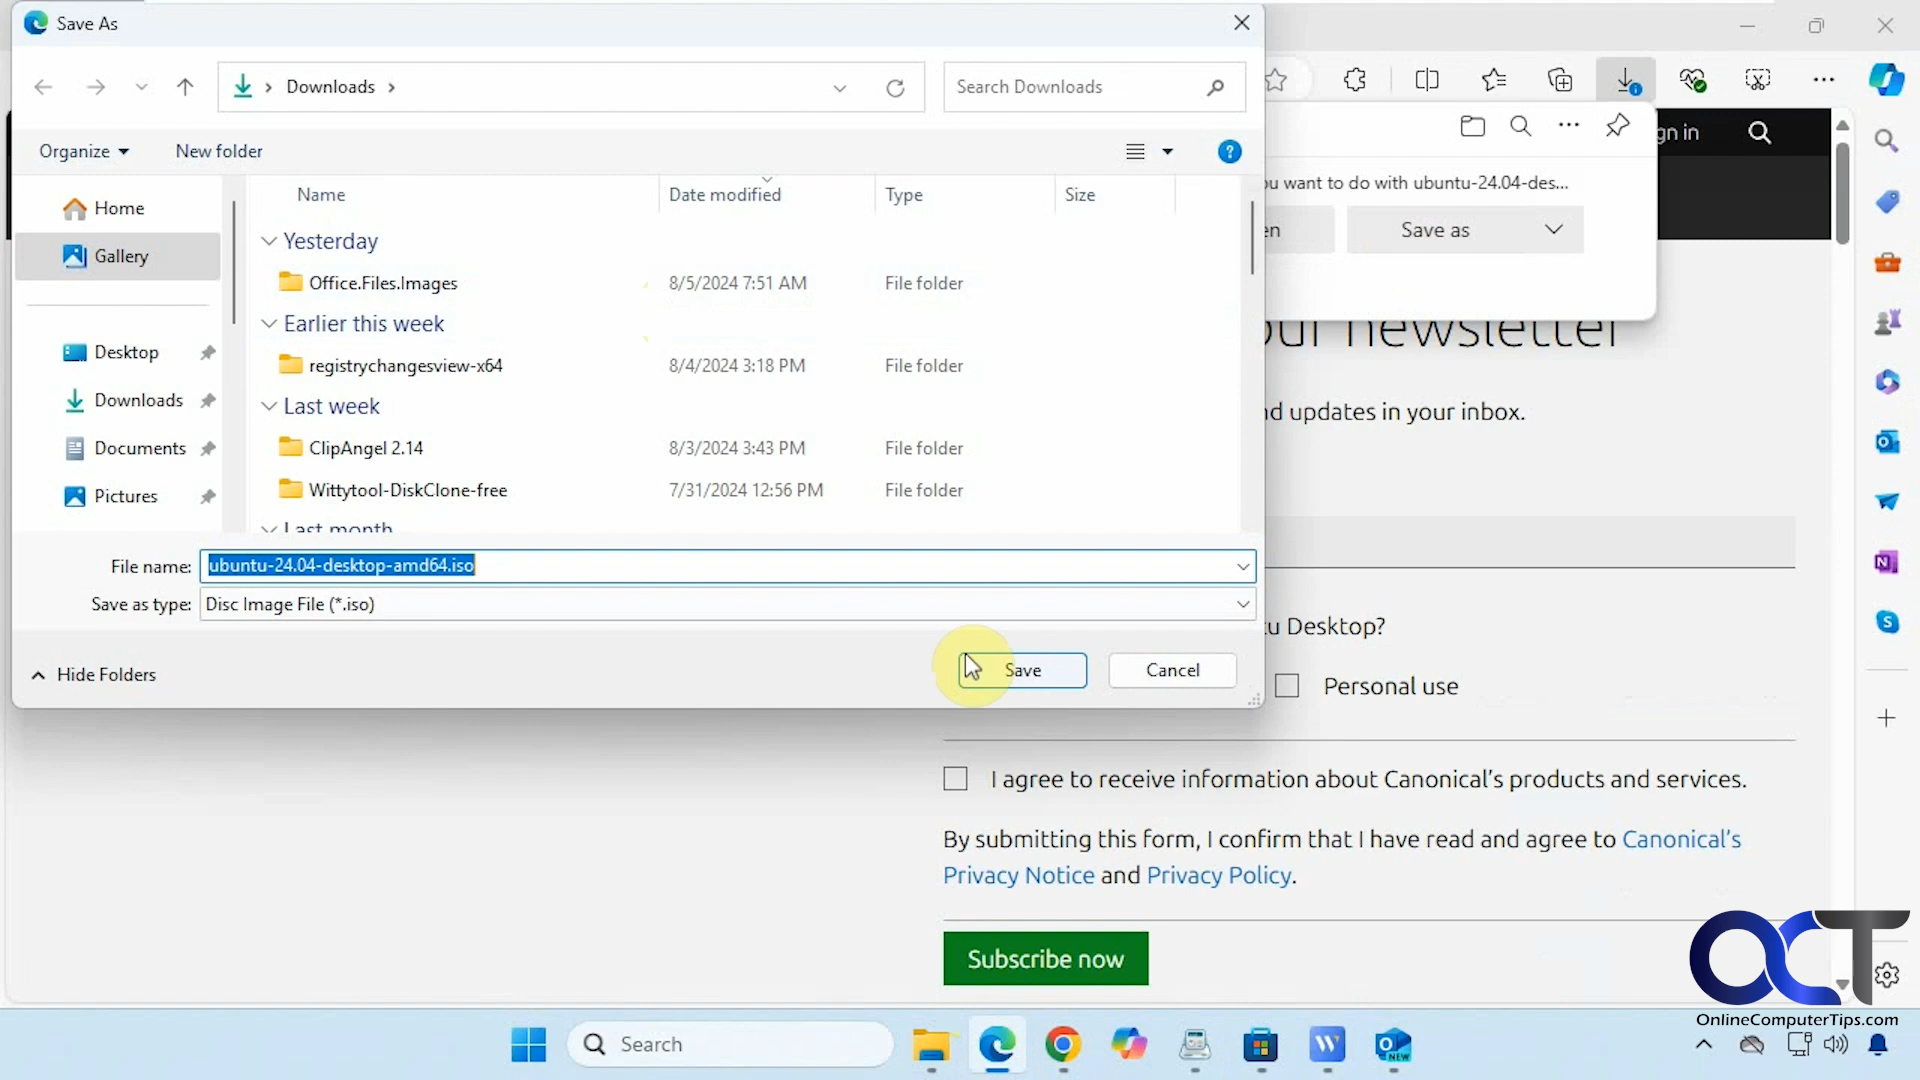 Save As
Downloads
Search Downloads
Organize
New folder
Name
Date modified
Type
Size
Home
Gallery
Desktop
Downloads
Documents
Pictures
Yesterday
Office.Files.Images 8/5/2024 7:51 AM File folder
Earlier this week
registrychangesview-x64 8/4/2024 3:18 PM File folder
Last week
ClipAngel 2.14 8/3/2024 3:43 PM File folder
Wittytool-DiskClone-free 7/31/2024 12:56 PM File folder
Last month
File name: ubuntu-24.04-desktop-amd64.iso
Save as type: Disc Image File (*.iso)
Hide Folders
Save
Cancel
gn in
ou want to do with ubuntu-24.04-des...
en
Save as
our newsletter
nd updates in your inbox.
tu Desktop?
Personal use
I agree to receive information about Canonical's products and services.
By submitting this form, I confirm that I have read and agree to Canonical's
Privacy Notice and Privacy Policy.
Subscribe now
OCT
OnlineComputerTips.com
Search
NEW